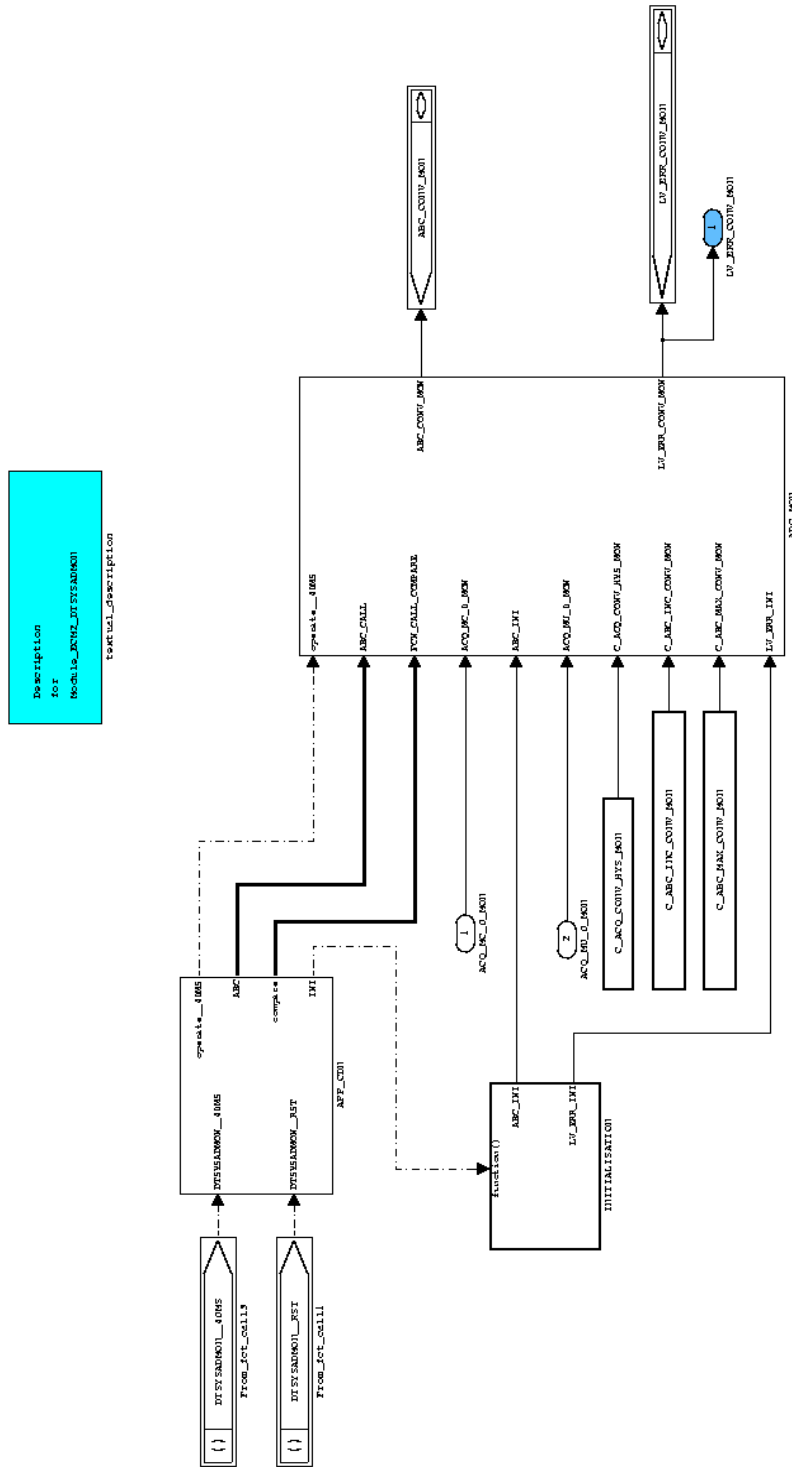 Description
for
Module_ECM2_DTSYSADMON
textual_description
( )
DTSYSADMON__40MS
From_fct_call3
( )
DTSYSADMON__RST
From_fct_call1
DTSYSADMON__40MS
DTSYSADMON__RST
operate__40MS
ABC
compare
INI
APP_CDN
function()
ABC_INI
LV_ERR_INI
INITIALISATION
1
ACQ_MC_0_MON
2
ACQ_MU_0_MON
C_ACQ_CONV_HYS_MON
C_ABC_INC_CONV_MON
C_ABC_MAX_CONV_MON
operate__40MS
ABC_CALL
FCN_CALL_COMPARE
ACQ_MC_0_MON
ABC_INI
ACQ_MU_0_MON
C_ACQ_CONV_HYS_MON
C_ABC_INC_CONV_MON
C_ABC_MAX_CONV_MON
LV_ERR_INI
ABC_CONV_MON
LV_ERR_CONV_MON
ABC_CONV_MON
LV_ERR_CONV_MON
1
LV_ERR_CONV_MON